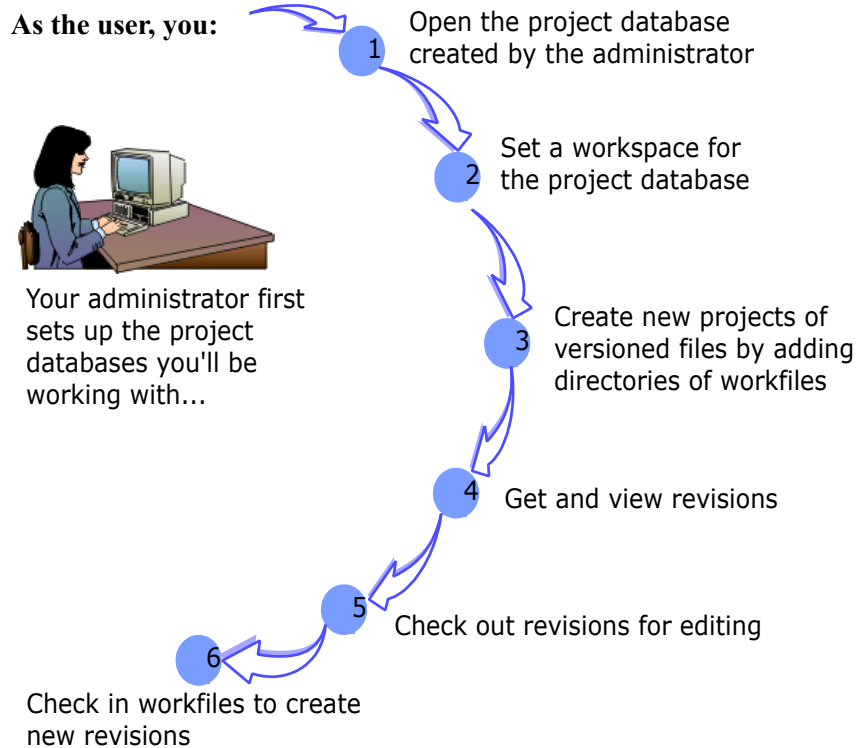 As the user, you:
1
Open the project database
created by the administrator
2
Set a workspace for
the project database
Your administrator first
sets up the project
databases you'll be
working with...
3
Create new projects of
versioned files by adding
directories of workfiles
4
Get and view revisions
5
Check out revisions for editing
6
Check in workfiles to create
new revisions